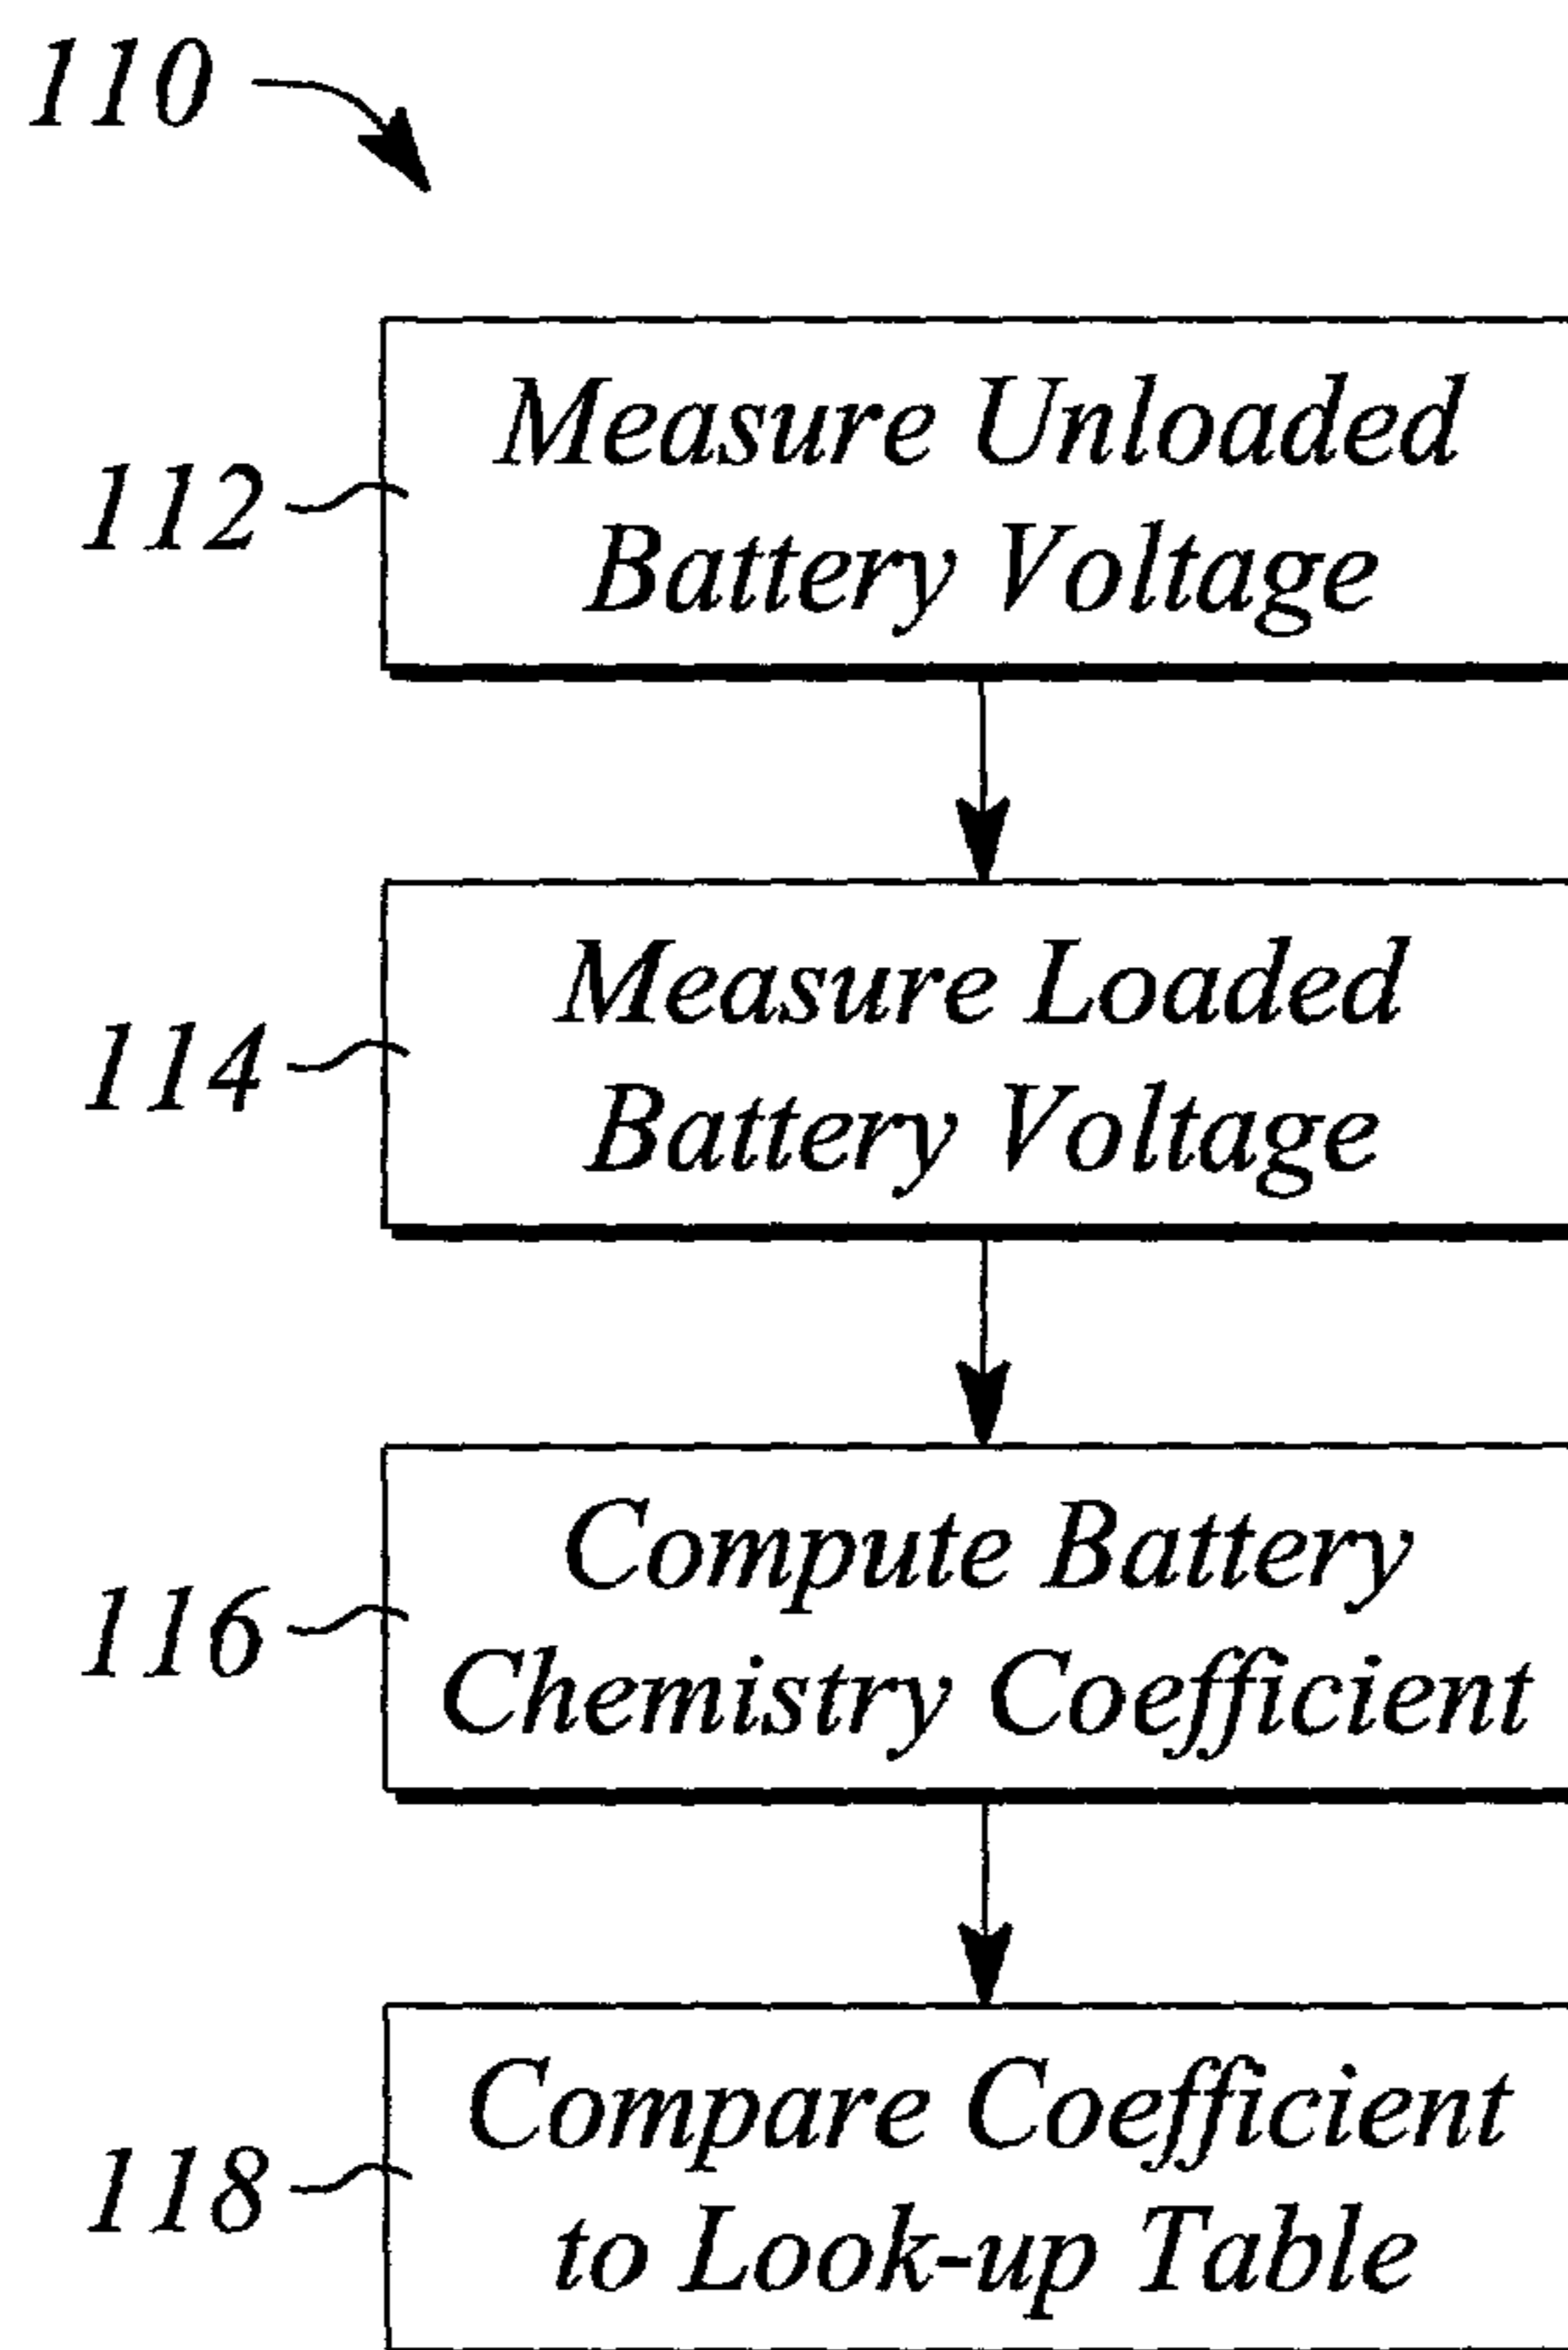 110
112
Measure Unloaded
Battery Voltage
114
Measure Loaded
Battery Voltage
116
Compute Battery
Chemistry Coefficient
118
Compare Coefficient
to Look-up Table